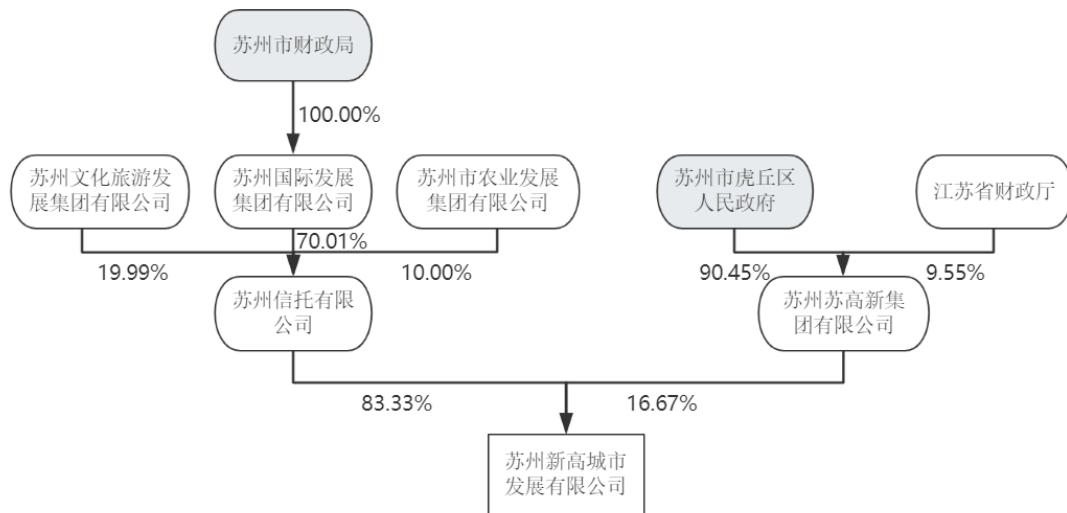 苏州市财政局
100.00%
苏州文化旅游发
展集团有限公司
苏州国际发展
集团有限公司
苏州市农业发展
集团有限公司
苏州市虎丘区
人民政府
江苏省财政厅
70.01%
19.99%
10.00%
90.45%
9.55%
苏州信托有限
公司
苏州苏高新集
团有限公司
83.33%
16.67%
苏州新高城市
发展有限公司